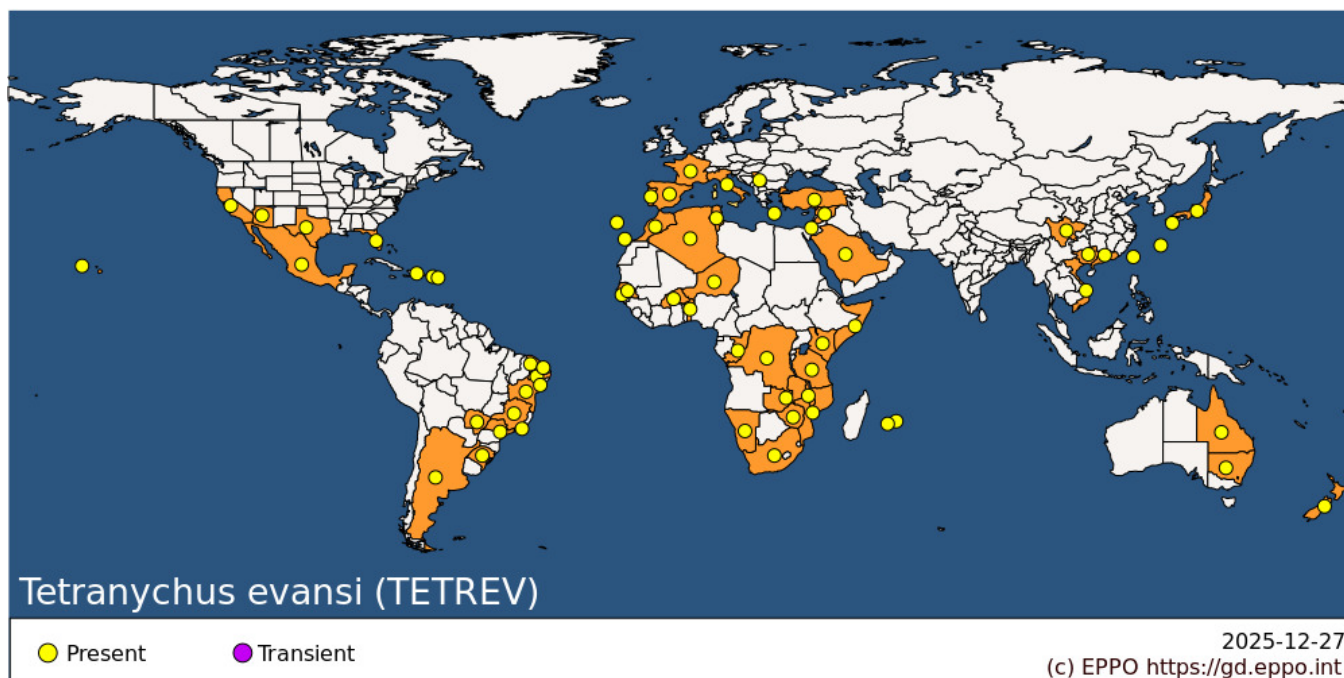 Tetranychus evansi (TETREV)
Present
Transient
2025-12-27
(c) EPPO https://gd.eppo.int